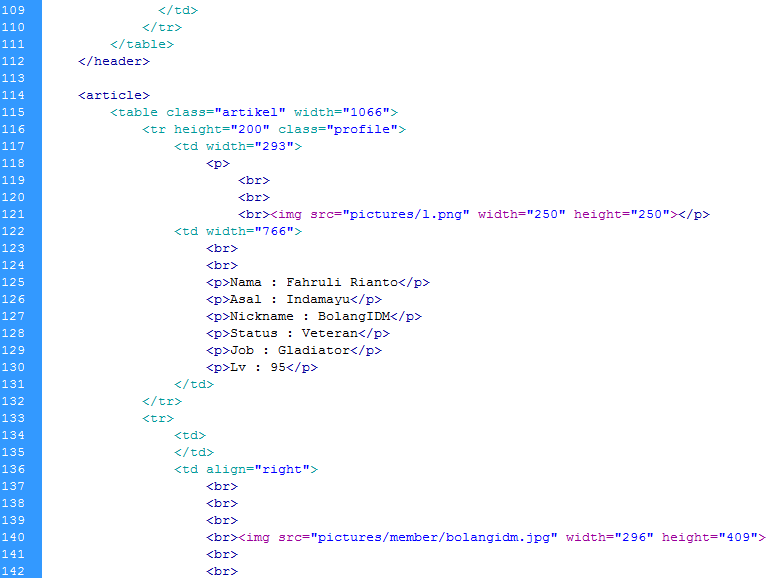 109 </td>
110 </tr>
111 </table>
112 </header>
113
114 <article>
115 <table class="artikel" width="1066">
116 <tr height="200" class="profile">
117 <td width="293">
118 <p>
119 <br>
120 <br>
121 <br><img src="pictures/l.png" width="250" height="250"></p>
122 <td width="766">
123 <br>
124 <br>
125 <p>Nama : Fahruli Rianto</p>
126 <p>Asal : Indamayu</p>
127 <p>Nickname : BolangIDM</p>
128 <p>Status : Veteran</p>
129 <p>Job : Gladiator</p>
130 <p>Lv : 95</p>
131 </td>
132 </tr>
133 <tr>
134 <td>
135 </td>
136 <td align="right">
137 <br>
138 <br>
139 <br>
140 <br><img src="pictures/member/bolangidm.jpg" width="296" height="409">
141 <br>
142 <br>